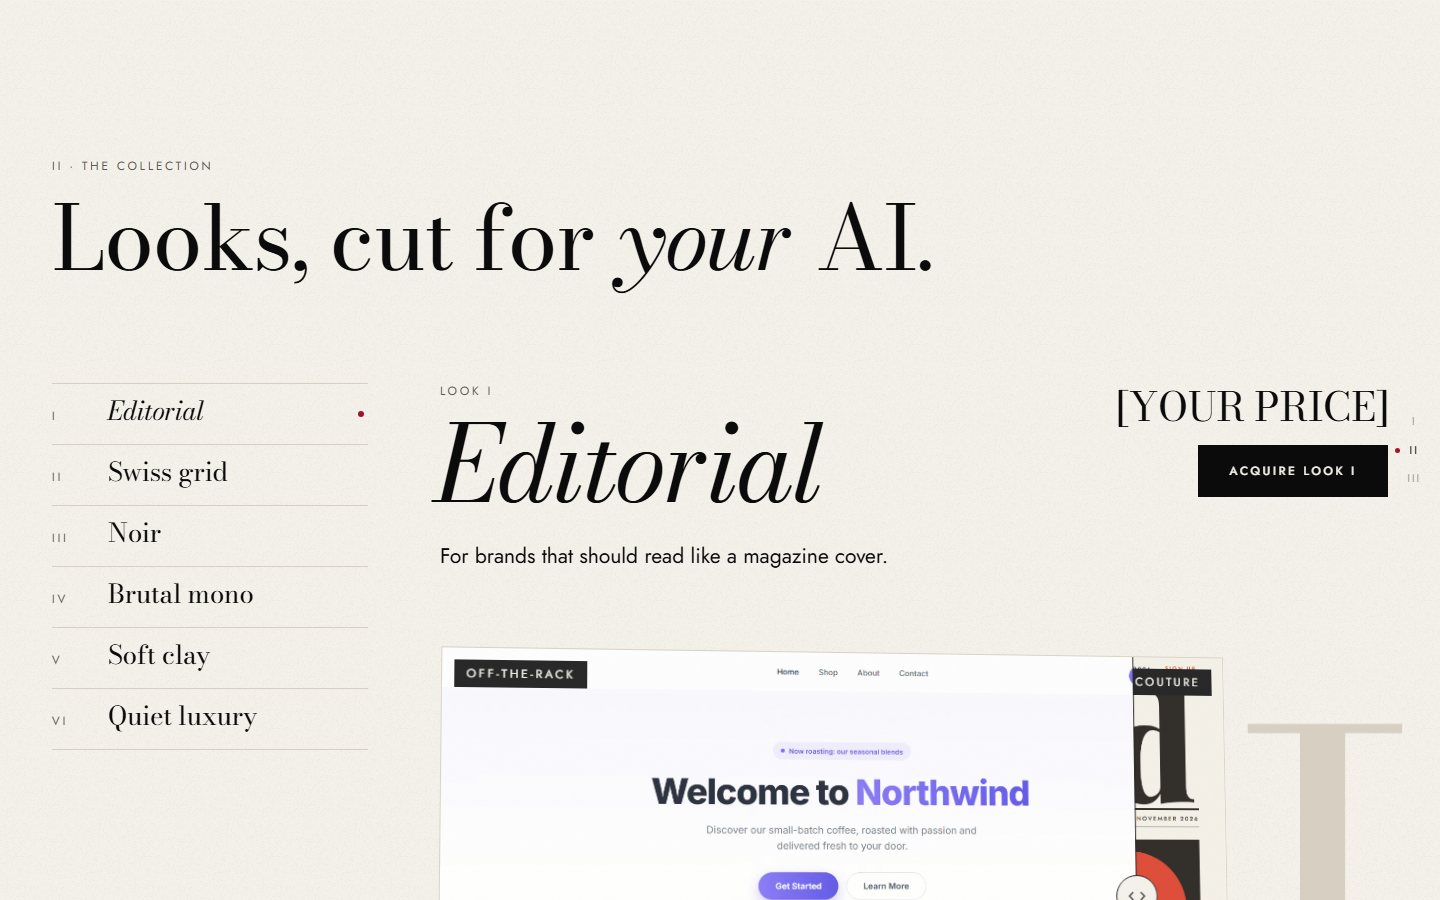 II · THE COLLECTION
Looks, cut for your AI.
I Editorial
II Swiss grid
III Noir
IV Brutal mono
V Soft clay
VI Quiet luxury
LOOK I
Editorial
For brands that should read like a magazine cover.
[YOUR PRICE]
ACQUIRE LOOK I
I
II
III
OFF-THE-RACK
Home Shop About Contact
SIGN UP
COUTURE
Now roasting: our seasonal blends
Welcome to Northwind
Discover our small-batch coffee, roasted with passion and
delivered fresh to your door.
Get Started Learn More
d
NOVEMBER 2026
I